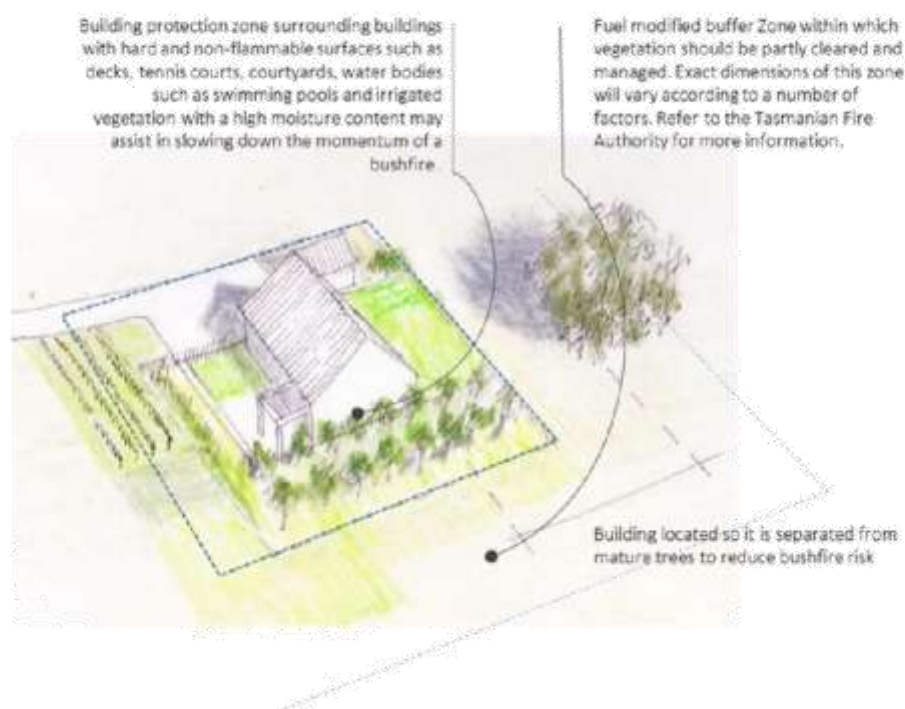 Building protection zone surrounding buildings
with hard and non-flammable surfaces such as
decks, tennis courts, courtyards, water bodies
such as swimming pools and irrigated
vegetation with a high moisture content may
assist in slowing down the momentum of a
bushfire
Fuel modified buffer Zone within which
vegetation should be partly cleared and
managed. Exact dimensions of this zone
will vary according to a number of
factors. Refer to the Tasmanian Fire
Authority for more information.
Building located so it is separated from
mature trees to reduce bushfire risk